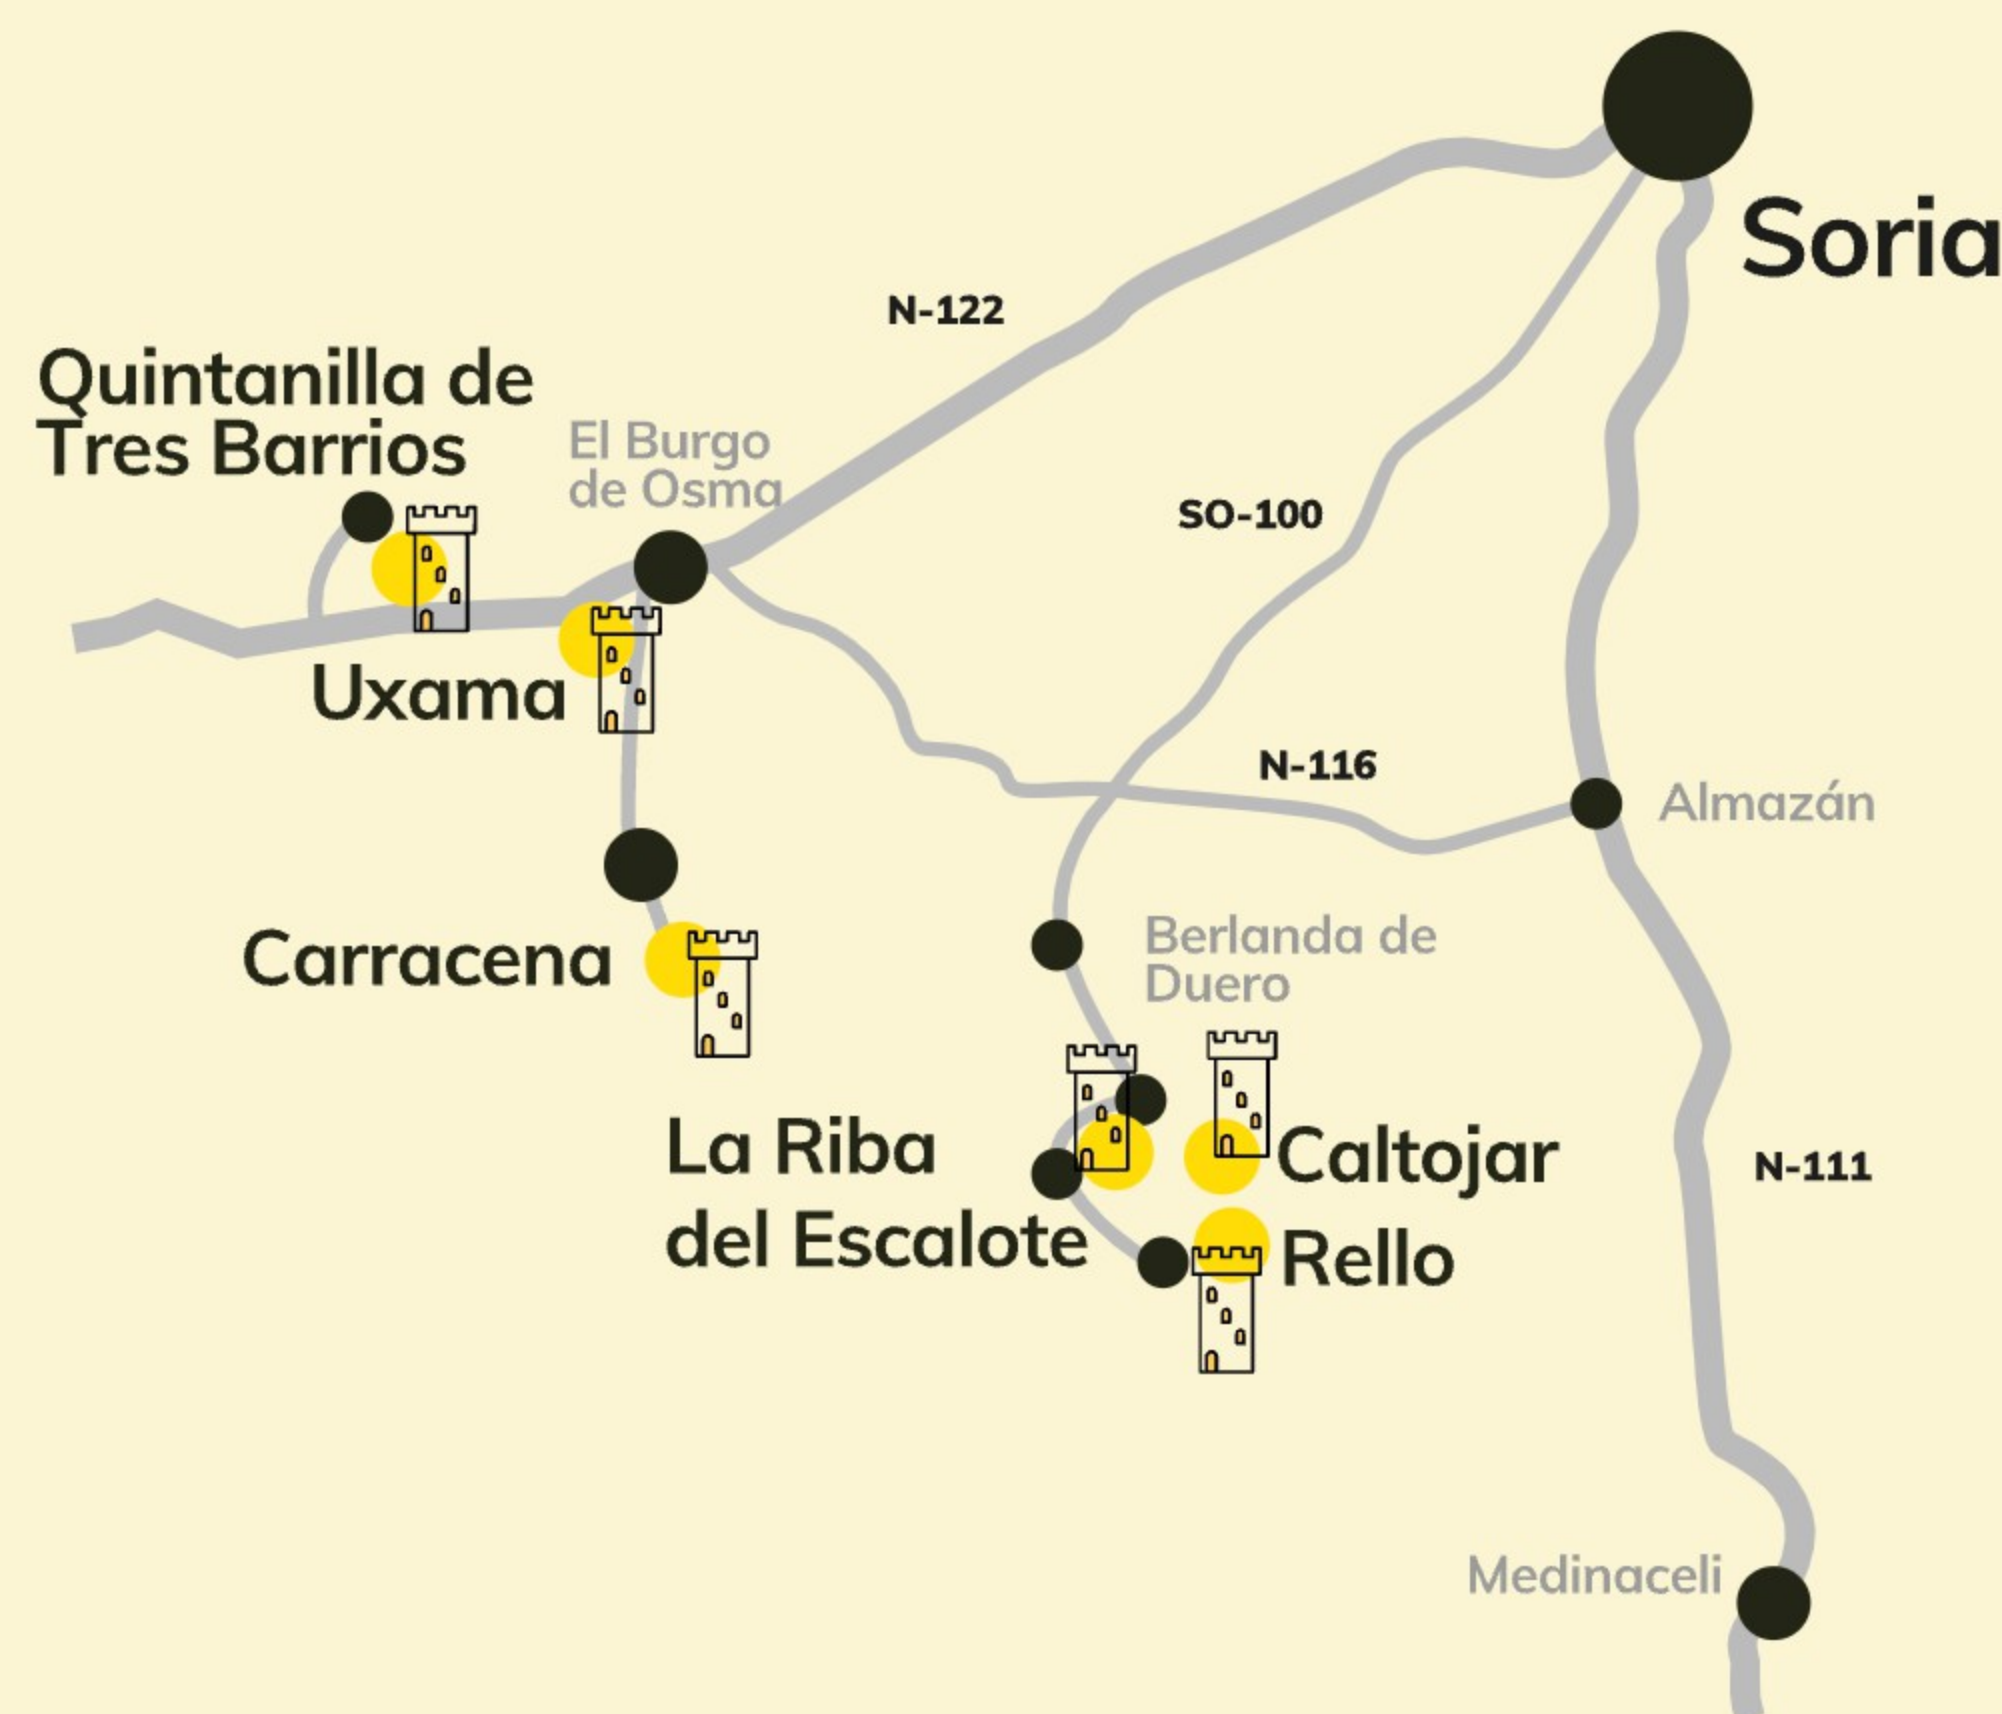 Soria
N-122
Quintanilla de
Tres Barrios
El Burgo
de Osma
SO-100
Uxama
N-116
Almazán
Carracena
Berlanda de
Duero
La Riba
del Escalote
Caltojar
N-111
Rello
Medinaceli